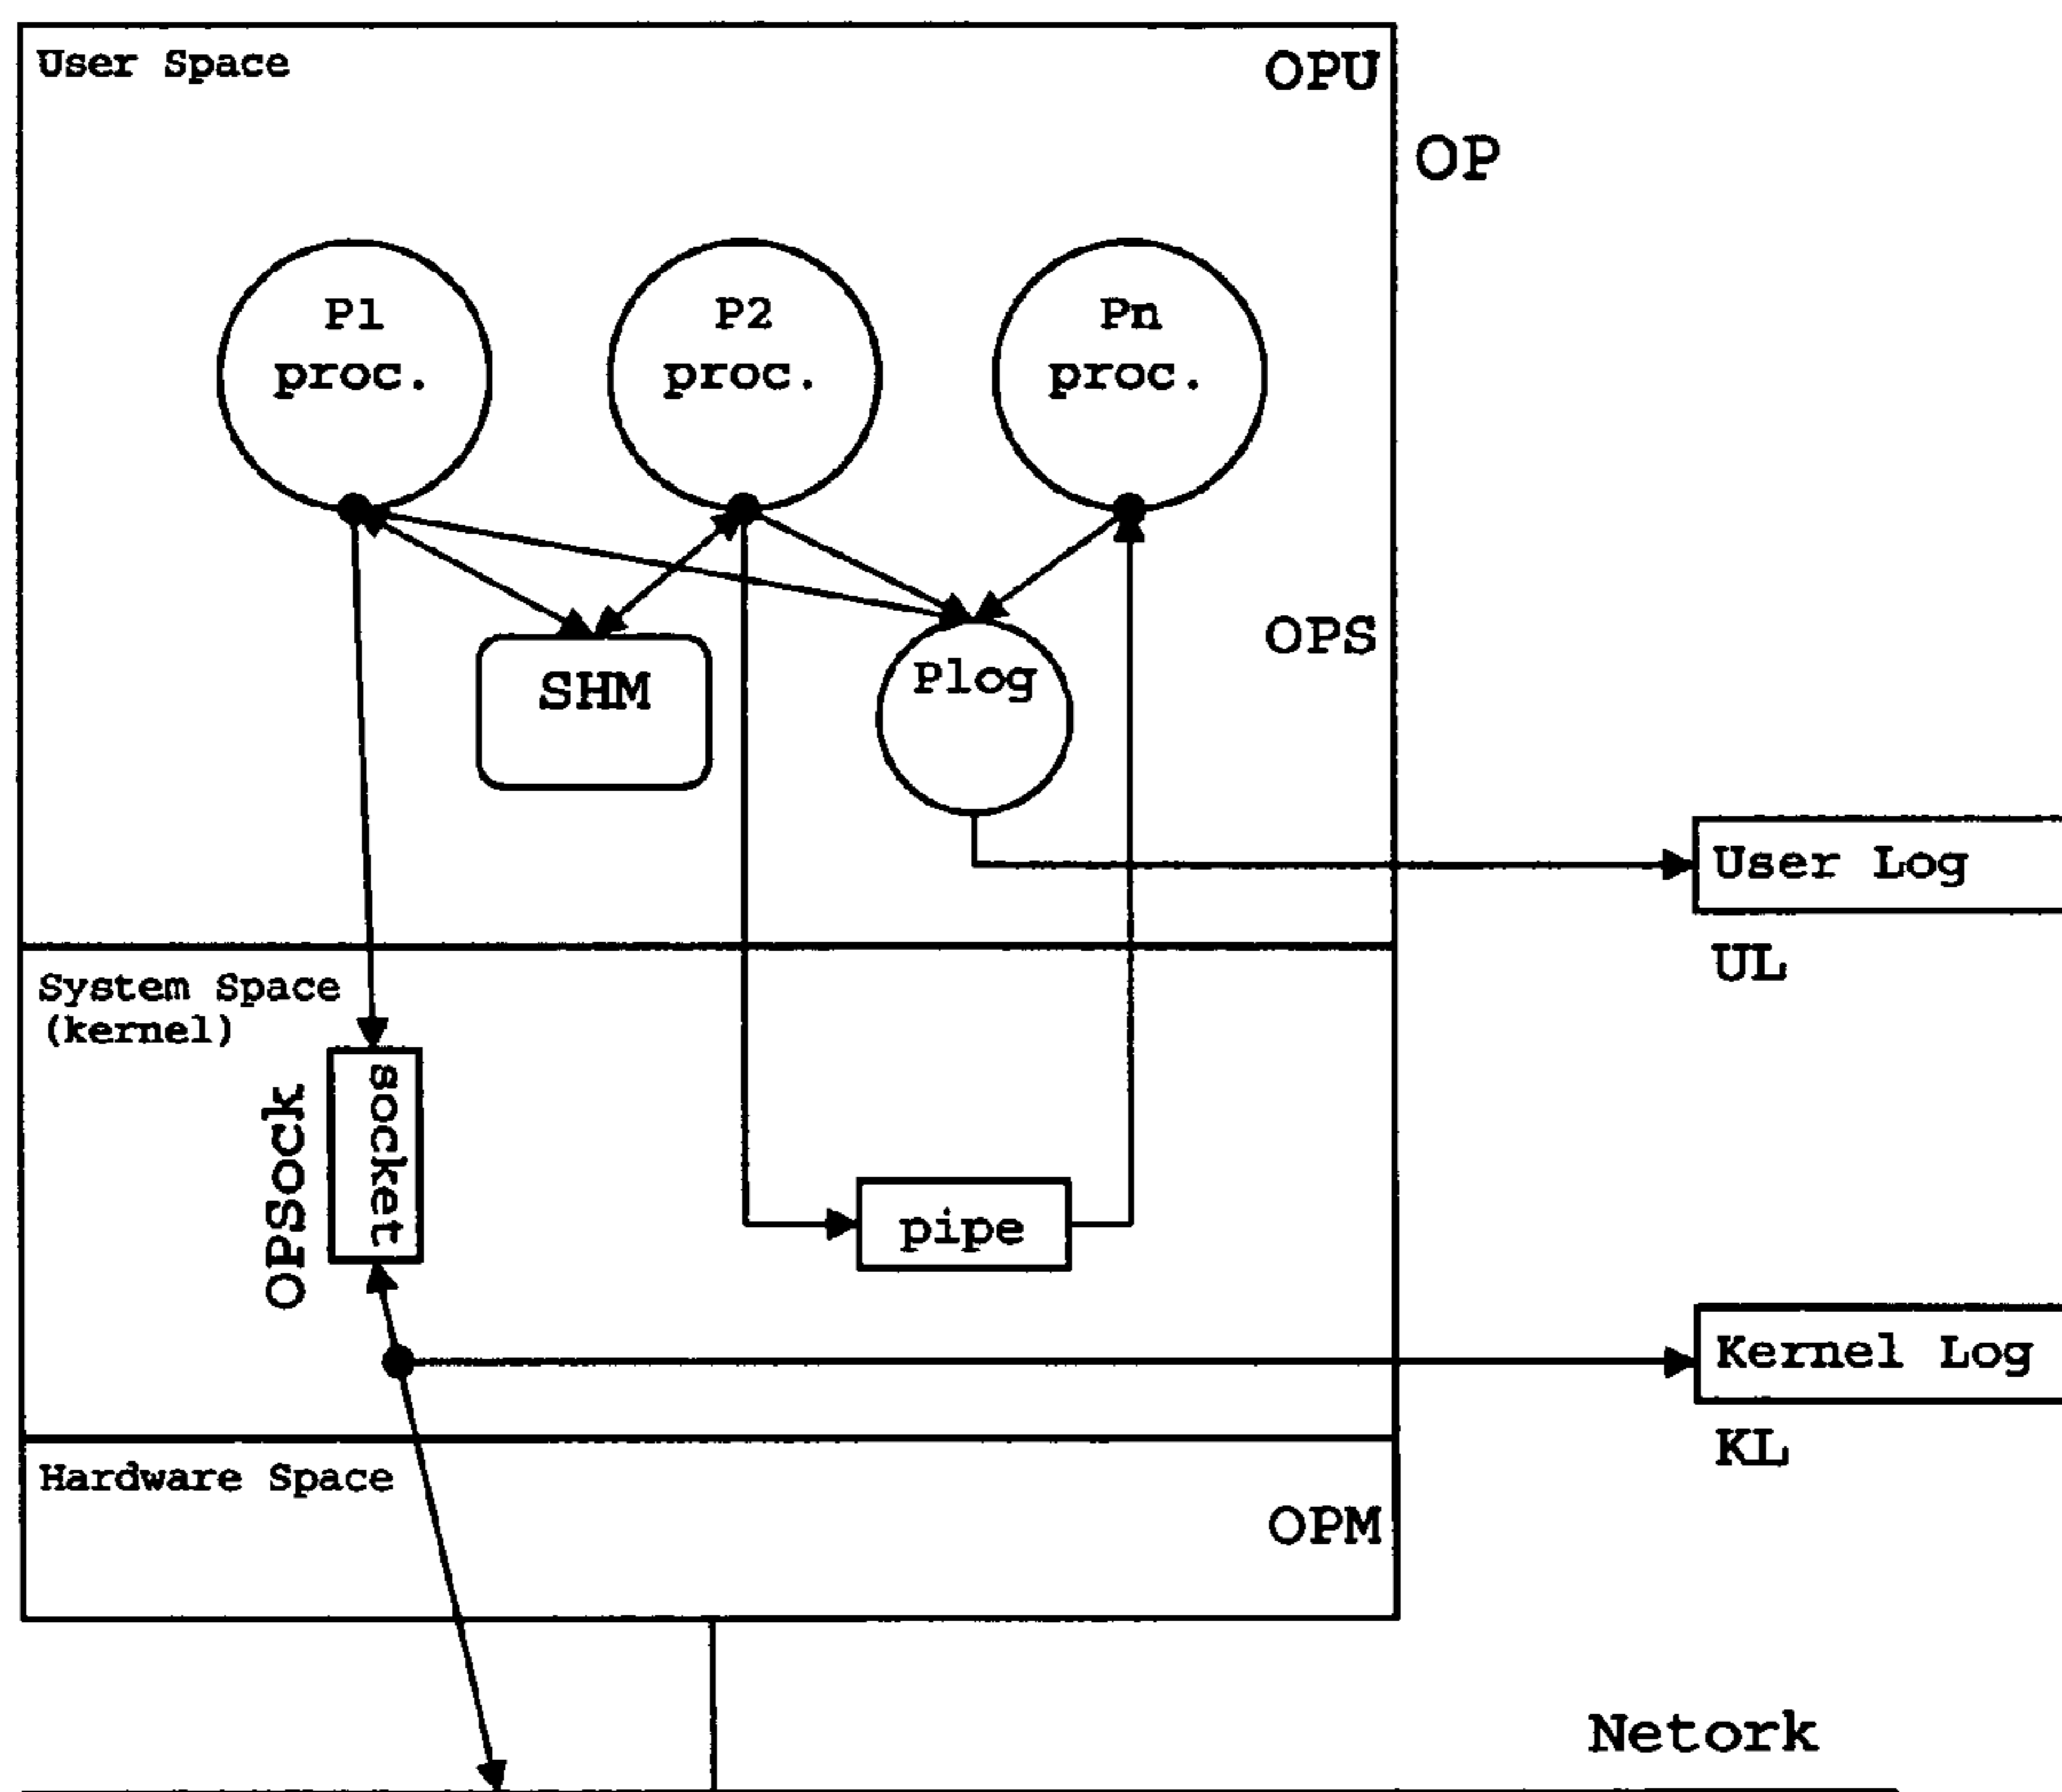 User Space
OPU
OP
P1
proc.
P2
proc.
Pn
proc.
SHM
Plog
OPS
User Log
UL
System Space
(kernel)
OPSock
socket
pipe
Kernel Log
KL
Hardware Space
OPM
Netork